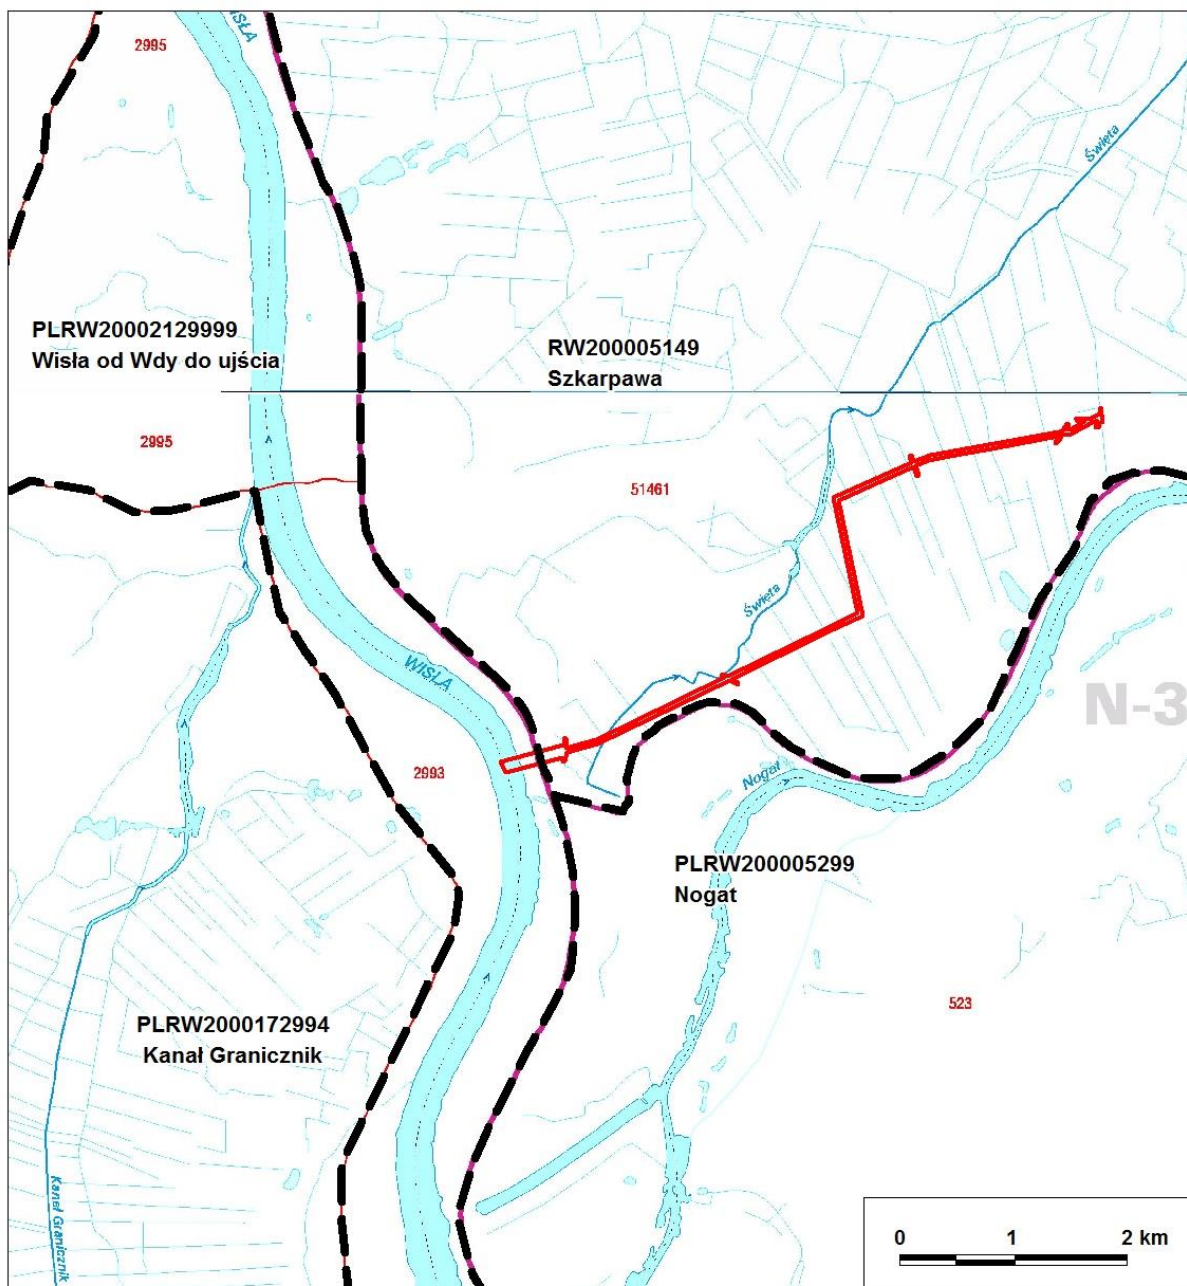 WISŁA
2995
Święta
PLRW20002129999
Wisła od Wdy do ujścia
RW200005149
Szkarpawa
2995
51461
Święta
WISŁA
N-3
2993
Nogat
PLRW200005299
Nogat
523
PLRW2000172994
Kanał Granicznik
Kanał Granicznik
0 1 2 km